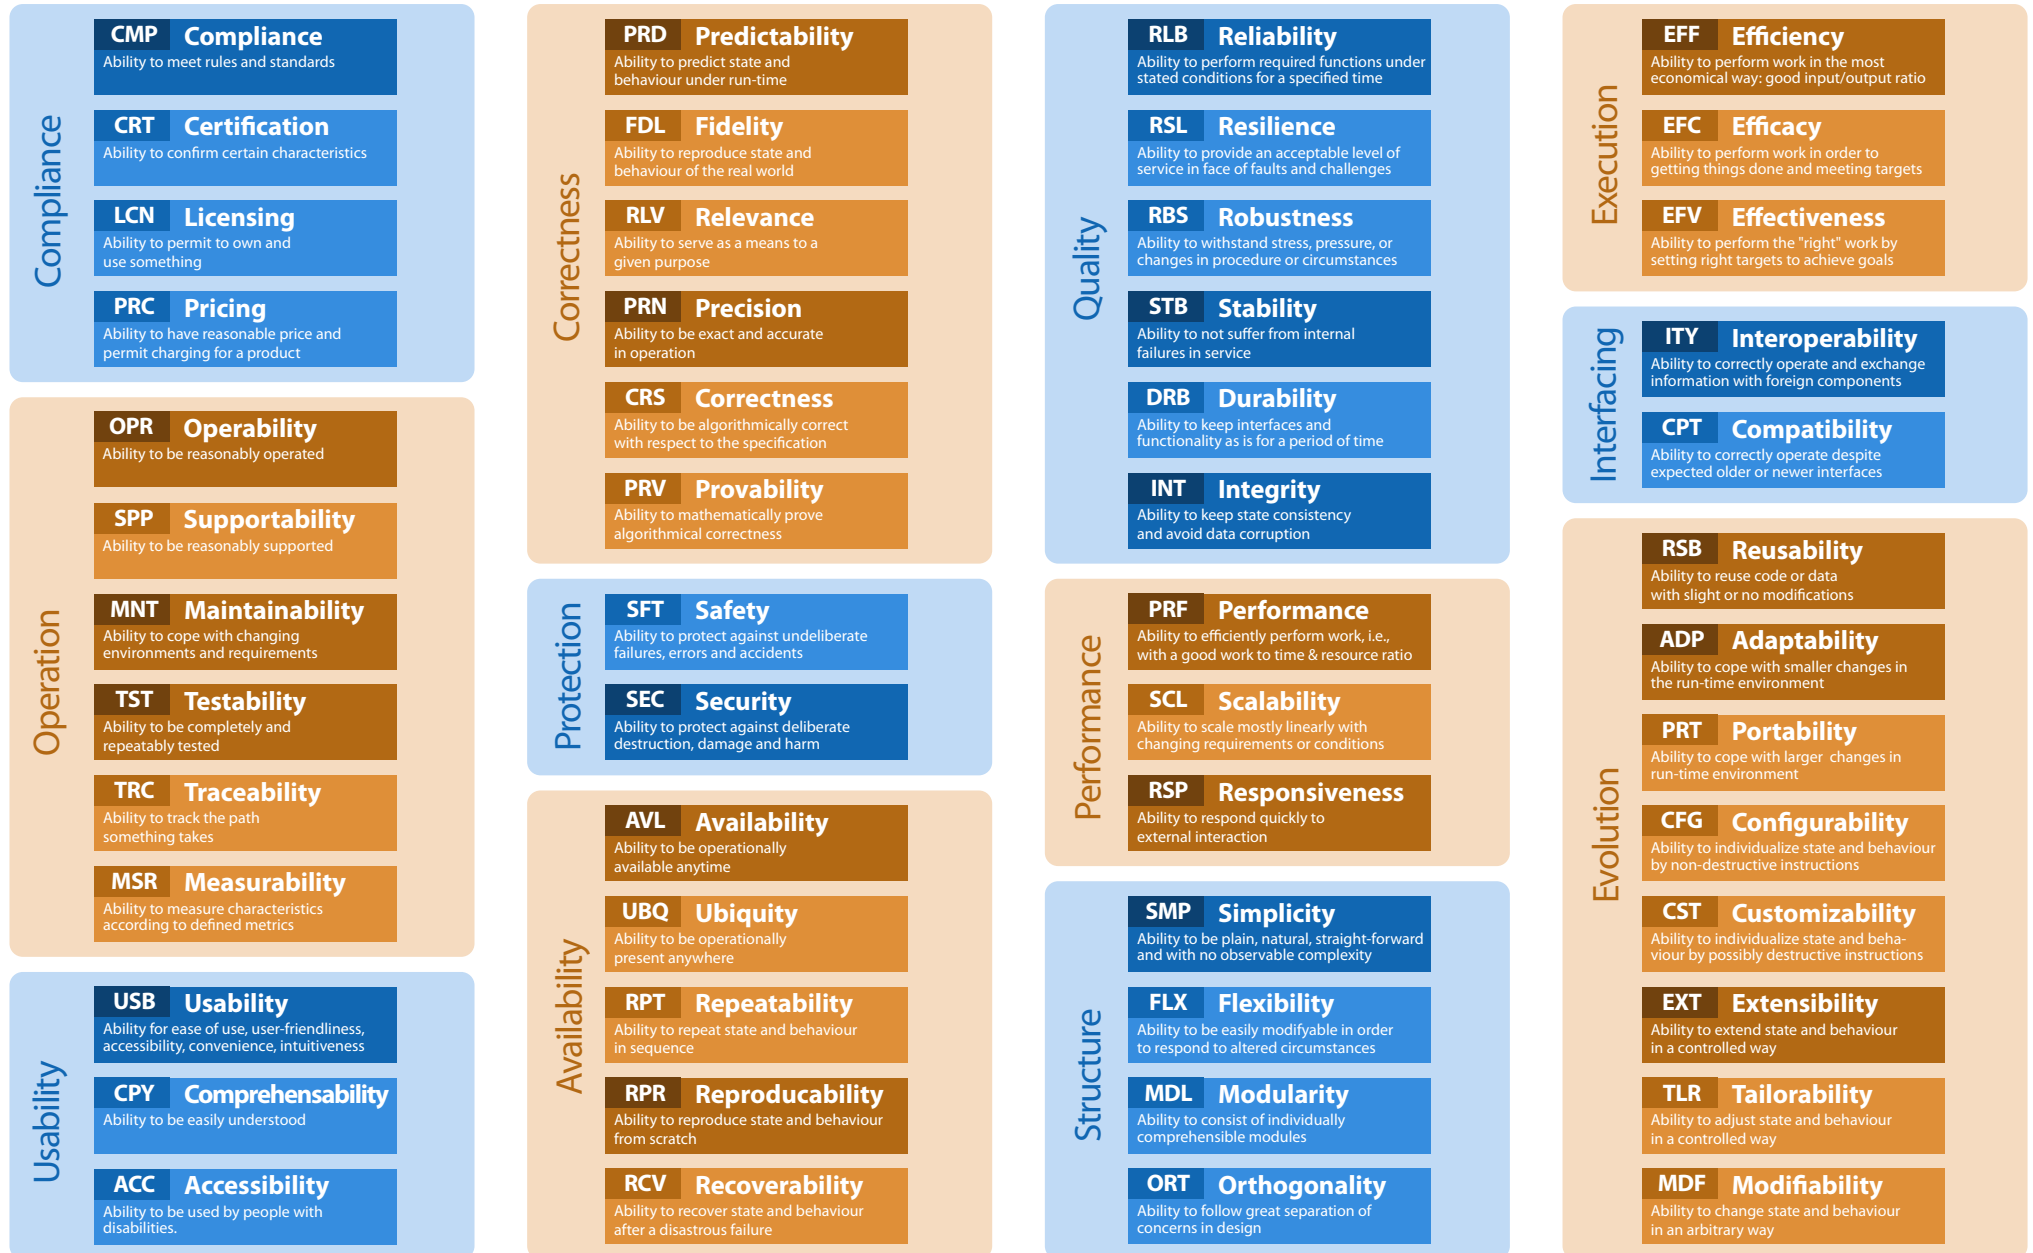 Compliance
CMP Compliance
Ability to meet rules and standards
CRT Certification
Ability to confirm certain characteristics
LCN Licensing
Ability to permit to own and
use something
PRC Pricing
Ability to have reasonable price and
permit charging for a product
Operation
OPR Operability
Ability to be reasonably operated
SPP Supportability
Ability to be reasonably supported
MNT Maintainability
Ability to cope with changing
environments and requirements
TST Testability
Ability to be completely and
repeatably tested
TRC Traceability
Ability to track the path
something takes
MSR Measurability
Ability to measure characteristics
according to defined metrics
Usability
USB Usability
Ability for ease of use, user-friendliness,
accessibility, convenience, intuitiveness
CPY Comprehensability
Ability to be easily understood
ACC Accessibility
Ability to be used by people with
disabilities.
Correctness
PRD Predictability
Ability to predict state and
behaviour under run-time
FDL Fidelity
Ability to reproduce state and
behaviour of the real world
RLV Relevance
Ability to serve as a means to a
given purpose
PRN Precision
Ability to be exact and accurate
in operation
CRS Correctness
Ability to be algorithmically correct
with respect to the specification
PRV Provability
Ability to mathematically prove
algorithmical correctness
Protection
SFT Safety
Ability to protect against undeliberate
failures, errors and accidents
SEC Security
Ability to protect against deliberate
destruction, damage and harm
Availability
AVL Availability
Ability to be operationally
available anytime
UBQ Ubiquity
Ability to be operationally
present anywhere
RPT Repeatability
Ability to repeat state and behaviour
in sequence
RPR Reproducability
Ability to reproduce state and behaviour
from scratch
RCV Recoverability
Ability to recover state and behaviour
after a disastrous failure
Quality
RLB Reliability
Ability to perform required functions under
stated conditions for a specified time
RSL Resilience
Ability to provide an acceptable level of
service in face of faults and challenges
RBS Robustness
Ability to withstand stress, pressure, or
changes in procedure or circumstances
STB Stability
Ability to not suffer from internal
failures in service
DRB Durability
Ability to keep interfaces and
functionality as is for a period of time
INT Integrity
Ability to keep state consistency
and avoid data corruption
Performance
PRF Performance
Ability to efficiently perform work, i.e.,
with a good work to time & resource ratio
SCL Scalability
Ability to scale mostly linearly with
changing requirements or conditions
RSP Responsiveness
Ability to respond quickly to
external interaction
Structure
SMP Simplicity
Ability to be plain, natural, straight-forward
and with no observable complexity
FLX Flexibility
Ability to be easily modifyable in order
to respond to altered circumstances
MDL Modularity
Ability to consist of individually
comprehensible modules
ORT Orthogonality
Ability to follow great separation of
concerns in design
Execution
EFF Efficiency
Ability to perform work in the most
economical way: good input/output ratio
EFC Efficacy
Ability to perform work in order to
getting things done and meeting targets
EFV Effectiveness
Ability to perform the "right" work by
setting right targets to achieve goals
Interfacing
ITY Interoperability
Ability to correctly operate and exchange
information with foreign components
CPT Compatibility
Ability to correctly operate despite
expected older or newer interfaces
Evolution
RSB Reusability
Ability to reuse code or data
with slight or no modifications
ADP Adaptability
Ability to cope with smaller changes in
the run-time environment
PRT Portability
Ability to cope with larger changes in
run-time environment
CFG Configurability
Ability to individualize state and behaviour
by non-destructive instructions
CST Customizability
Ability to individualize state and beha-
viour by possibly destructive instructions
EXT Extensibility
Ability to extend state and behaviour
in a controlled way
TLR Tailorability
Ability to adjust state and behaviour
in a controlled way
MDF Modifiability
Ability to change state and behaviour
in an arbitrary way